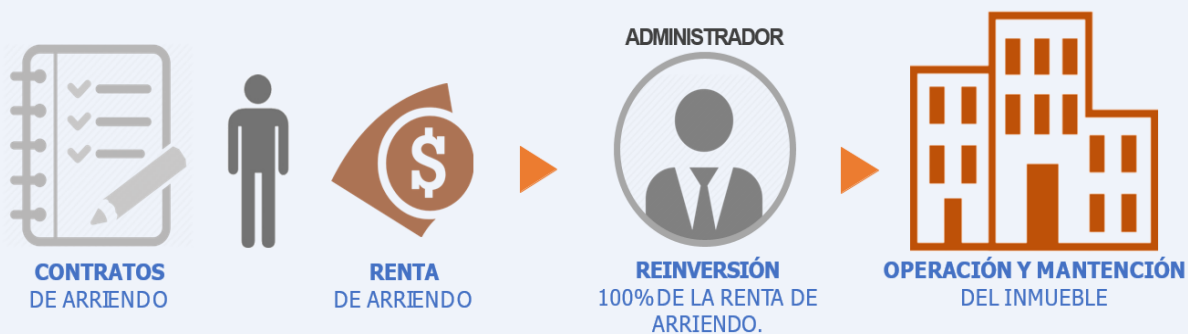 ADMINISTRADOR
$
CONTRATOS
DE ARRIENDO
RENTA
DE ARRIENDO
REINVERSIÓN
100% DE LA RENTA DE
ARRIENDO.
OPERACIÓN Y MANTENCIÓN
DEL INMUEBLE